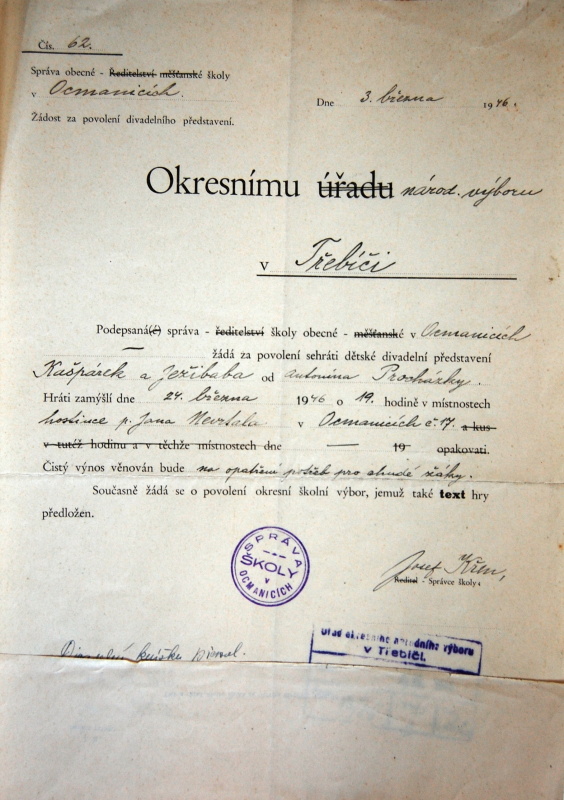 Čís. 62.
Správa obecné - Ředitelství měšťanské školy
v Ocmanicích.
Dne 3. března 1946.
Žádost za povolení divadelního představení.
Okresnímu úřadu národ. výboru
v Třebíči
Podepsaná(é) správa - ředitelství školy obecné - měšťanské v Ocmanicích
— žádá za povolení sehráti dětské divadelní představení
Kašpárek a Ježibaba od Antonína Procházky.
Hráti zamýšlí dne 24. března 1946 o 19. hodině v místnostech
hostince p. Jana Nevrtala v Ocmanicích č. 17. a kus
v tutéž hodinu a v těchže místnostech dne — 19 opakovati.
Čistý výnos věnován bude na opatření potřeb pro chudé žáky.
Současně žádá se o povolení okresní školní výbor, jemuž také text hry
předložen.
SPRÁVA
ŠKOLY
v
OCMANICÍCH
Josef
Ředitel - Správce školy:
Úřad okresního národního výboru
v Třebíči.